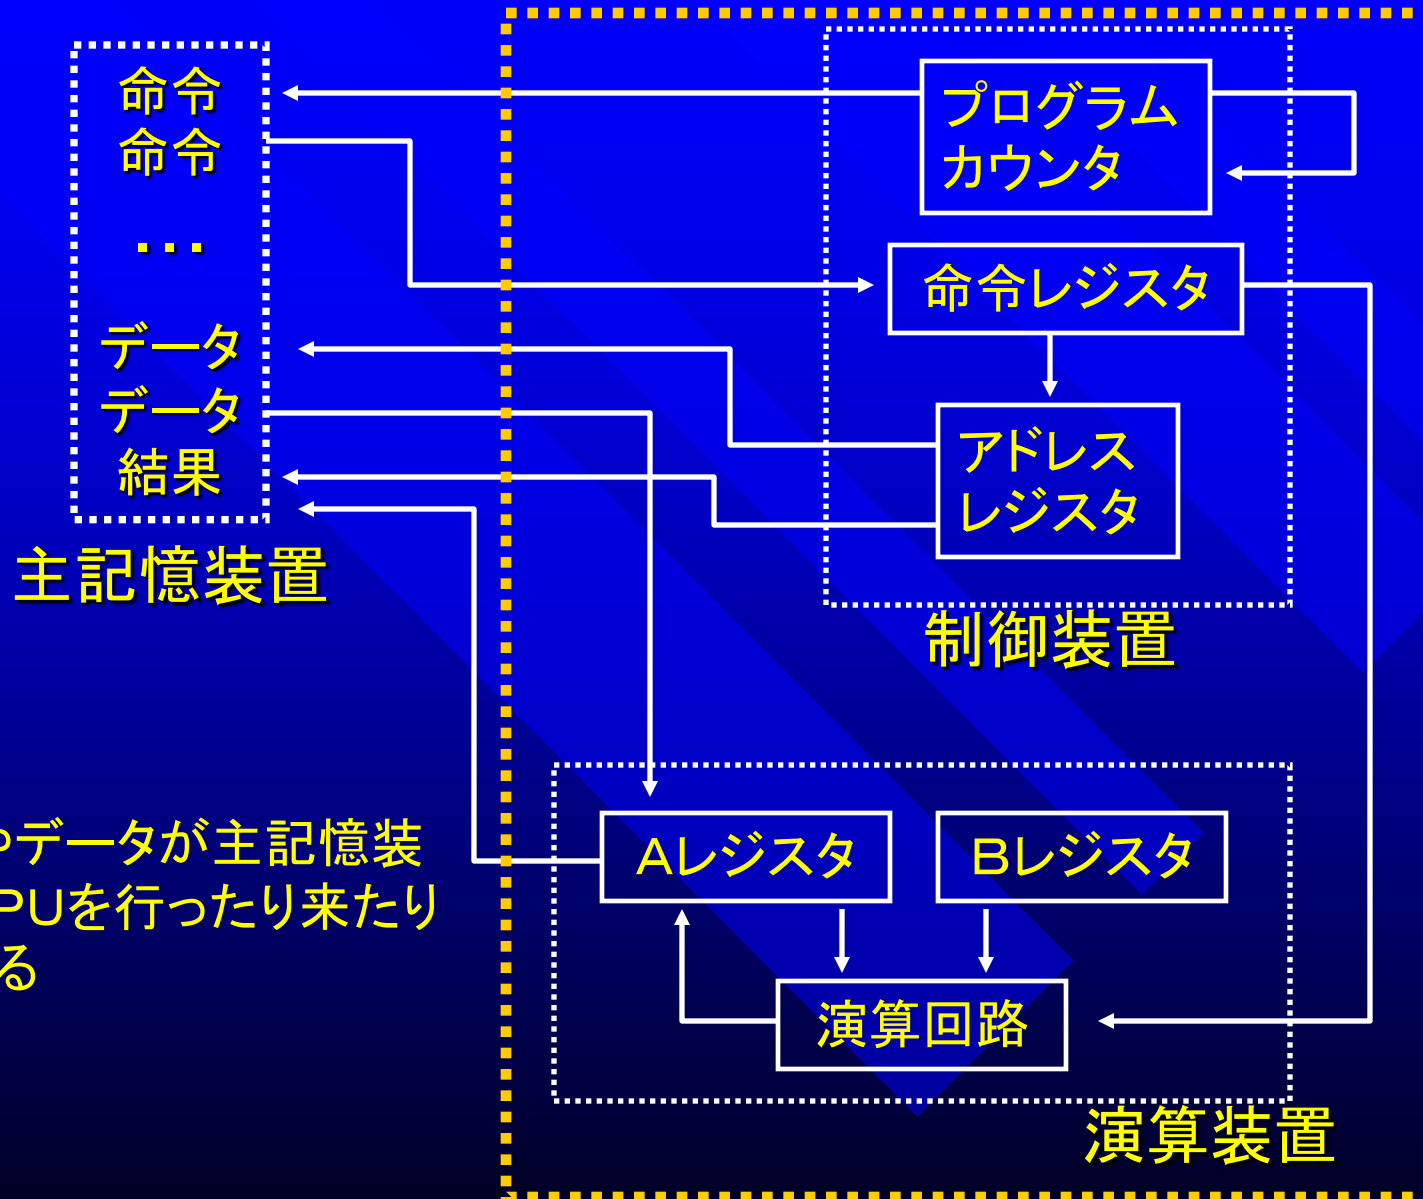 命令
命令
…
データ
データ
結果
主記憶装置
プログラム
カウンタ
命令レジスタ
アドレス
レジスタ
制御装置
データが主記憶装
PUを行ったり来たり
る
Aレジスタ
Bレジスタ
演算回路
演算装置